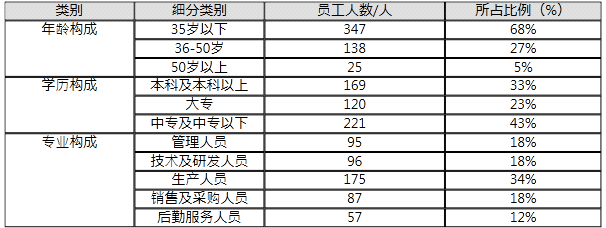 类别 细分类别 员工人数/人 所占比例（%）
年龄构成 35岁以下 347 68%
36-50岁 138 27%
50岁以上 25 5%
学历构成 本科及本科以上 169 33%
大专 120 23%
中专及中专以下 221 43%
专业构成 管理人员 95 18%
技术及研发人员 96 18%
生产人员 175 34%
销售及采购人员 87 18%
后勤服务人员 57 12%